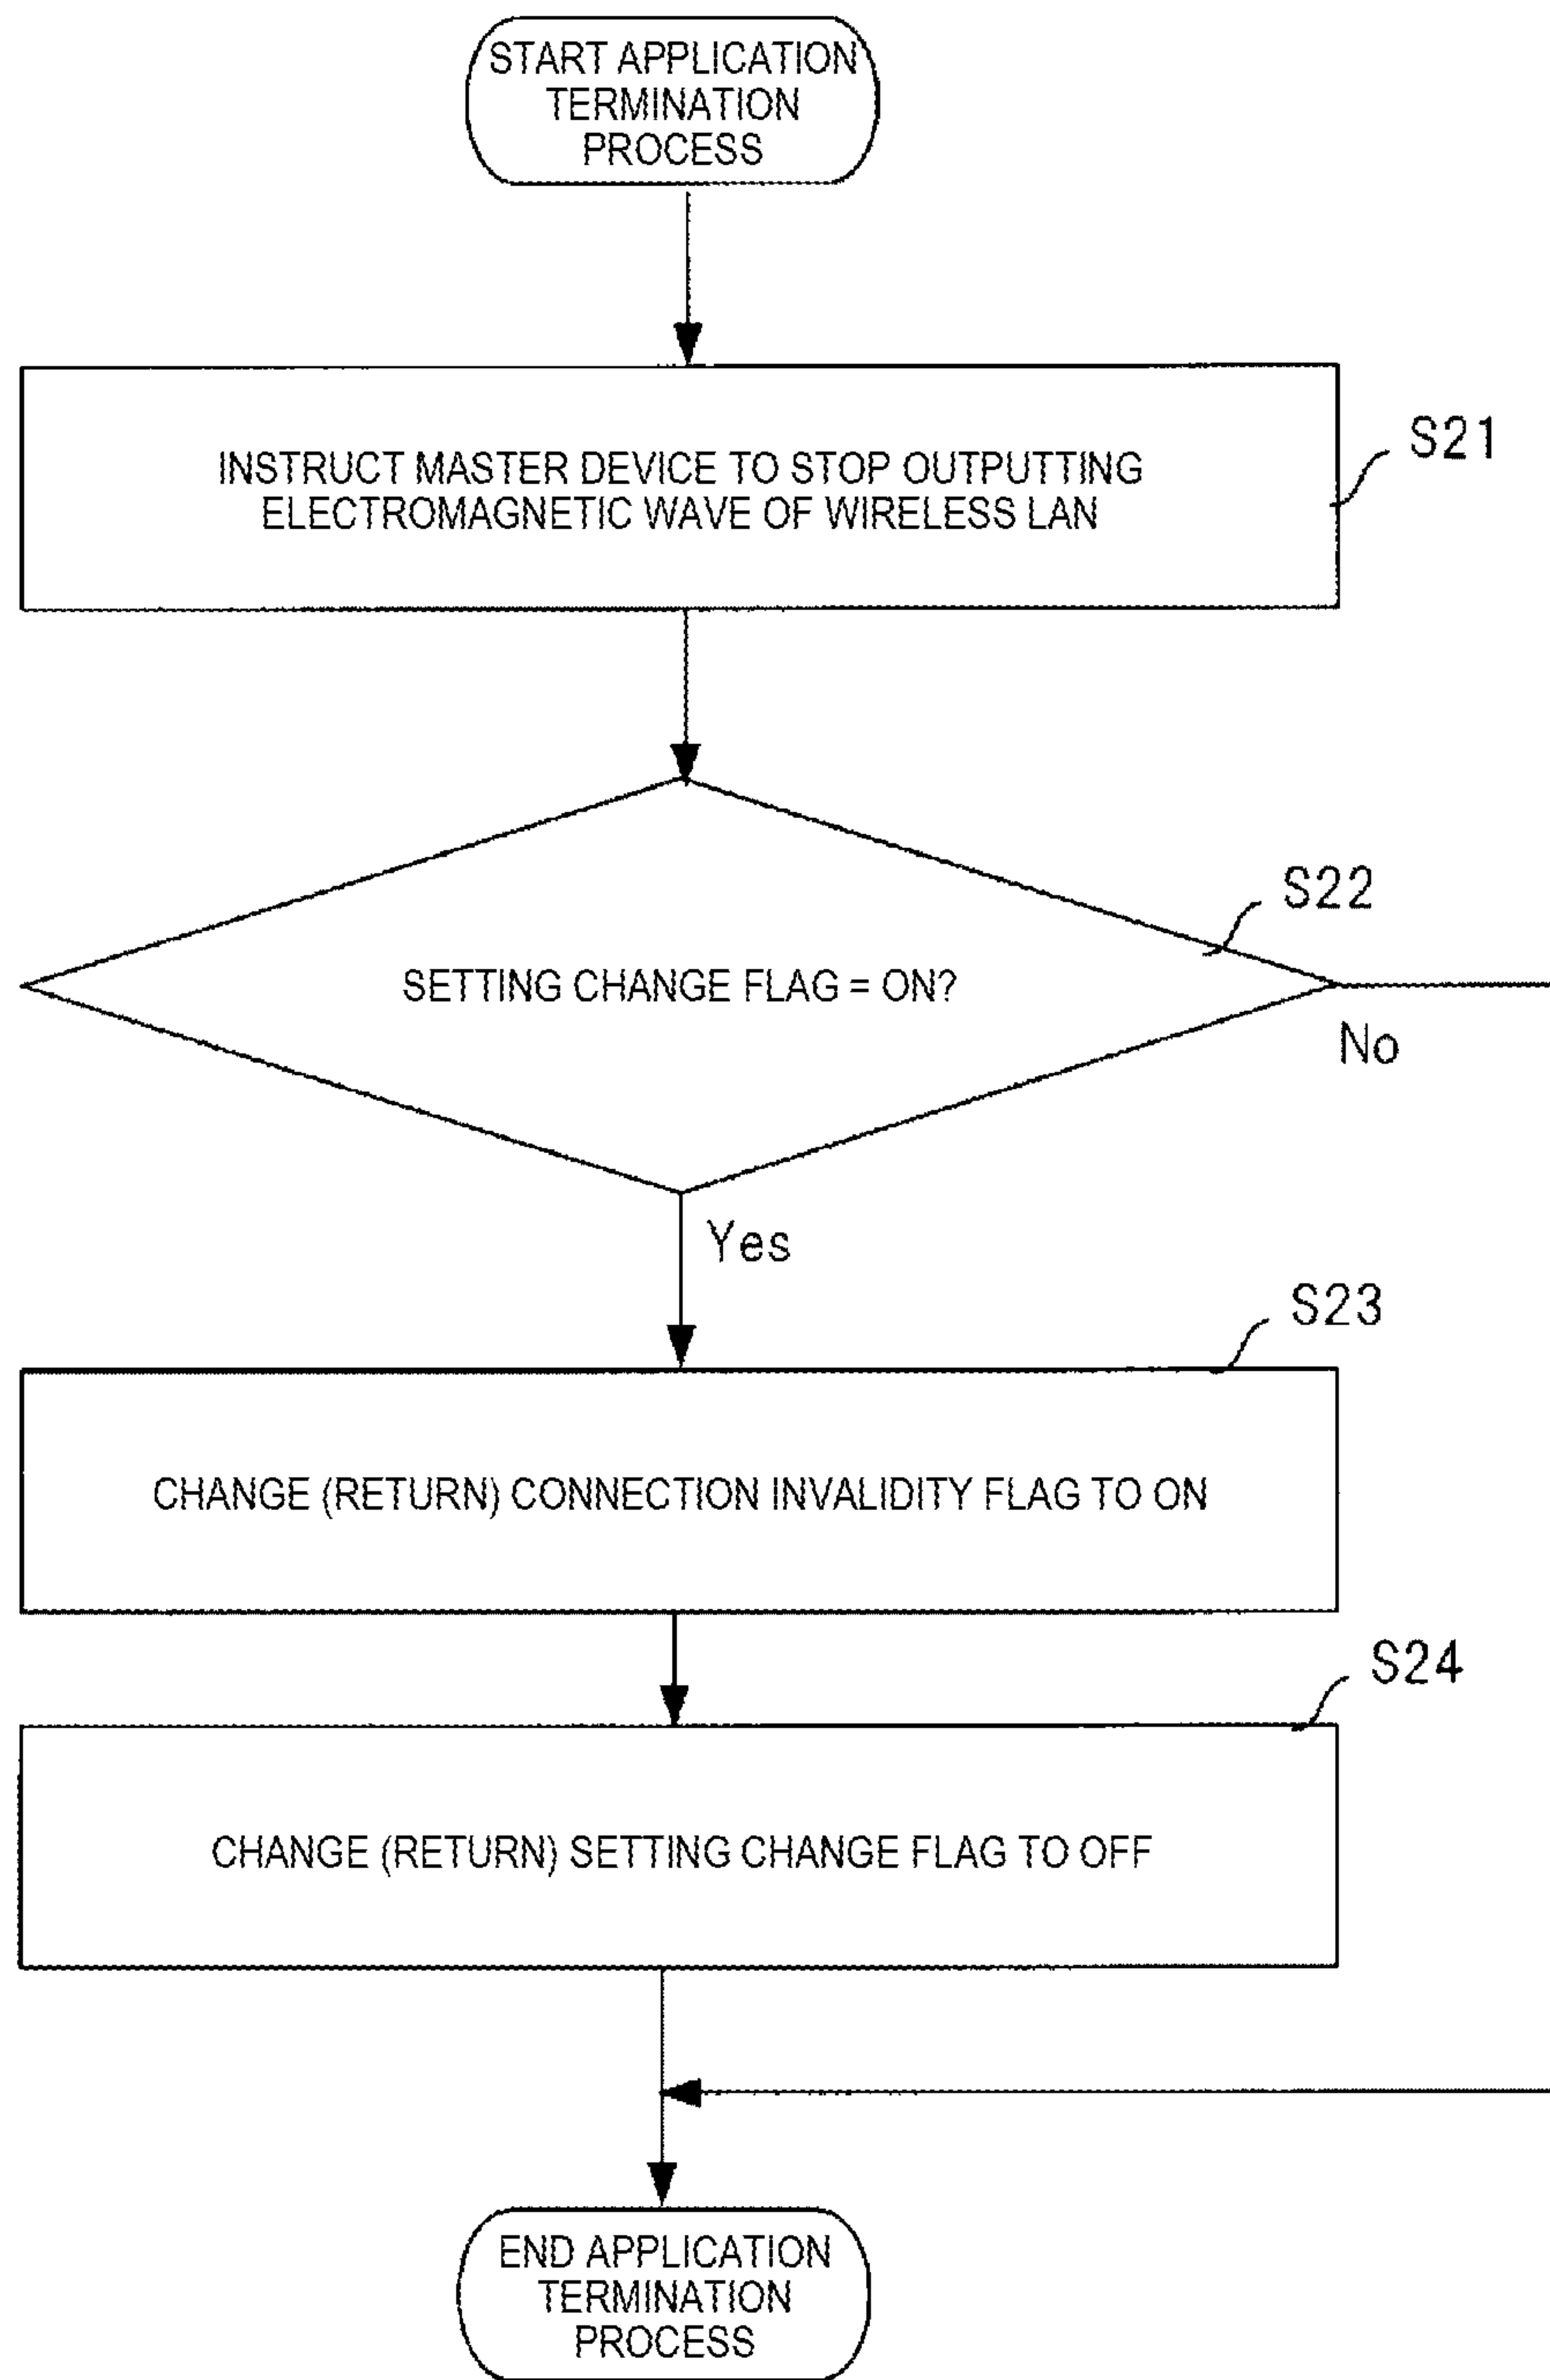 START APPLICATION
TERMINATION
PROCESS
INSTRUCT MASTER DEVICE TO STOP OUTPUTTING
ELECTROMAGNETIC WAVE OF WIRELESS LAN
S21
SETTING CHANGE FLAG = ON?
S22
No
Yes
S23
CHANGE (RETURN) CONNECTION INVALIDITY FLAG TO ON
S24
CHANGE (RETURN) SETTING CHANGE FLAG TO OFF
END APPLICATION
TERMINATION
PROCESS